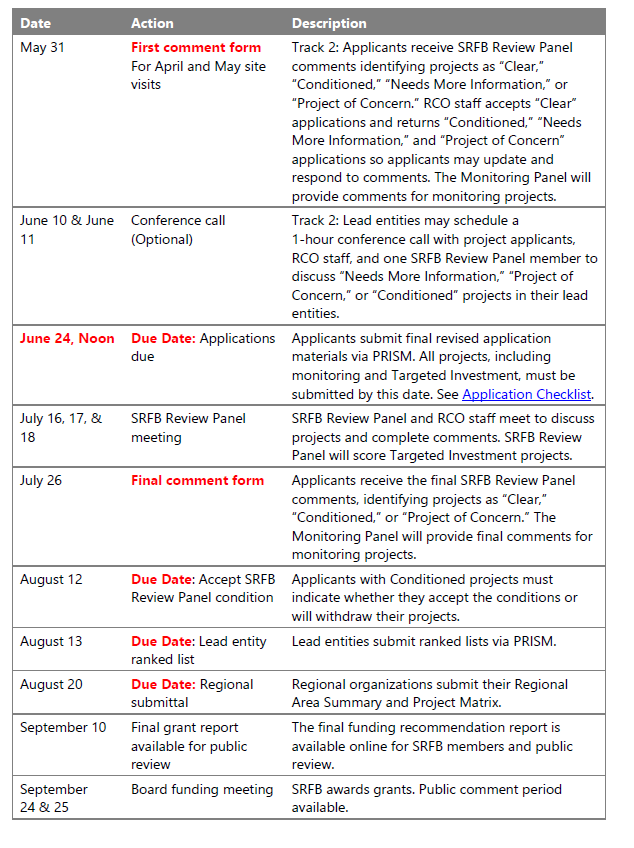 Date Action Description
May 31 First comment form Track 2: Applicants receive SRFB Review Panel
For April and May site comments identifying projects as “Clear,”
visits “Conditioned,” “Needs More Information,” or
“Project of Concern.” RCO staff accepts “Clear”
applications and returns “Conditioned,” “Needs
More Information,” and “Project of Concern”
applications so applicants may update and
respond to comments. The Monitoring Panel will
provide comments for monitoring projects.
June 10 & June Conference call Track 2: Lead entities may schedule a
11 (Optional) 1-hour conference call with project applicants,
RCO staff, and one SRFB Review Panel member to
discuss “Needs More Information,” “Project of
Concern,” or “Conditioned” projects in their lead
entities.
June 24, Noon Due Date: Applications Applicants submit final revised application
due materials via PRISM. All projects, including
monitoring and Targeted Investment, must be
submitted by this date. See Application Checklist.
July 16, 17, & SRFB Review Panel SRFB Review Panel and RCO staff meet to discuss
18 meeting projects and complete comments. SRFB Review
Panel will score Targeted Investment projects.
July 26 Final comment form Applicants receive the final SRFB Review Panel
comments, identifying projects as “Clear,”
“Conditioned,” or “Project of Concern.” The
Monitoring Panel will provide final comments for
monitoring projects.
August 12 Due Date: Accept SRFB Applicants with Conditioned projects must
Review Panel condition indicate whether they accept the conditions or
will withdraw their projects.
August 13 Due Date: Lead entity Lead entities submit ranked lists via PRISM.
ranked list
August 20 Due Date: Regional Regional organizations submit their Regional
submittal Area Summary and Project Matrix.
September 10 Final grant report The final funding recommendation report is
available for public available online for SRFB members and public
review review.
September Board funding meeting SRFB awards grants. Public comment period
24 & 25 available.